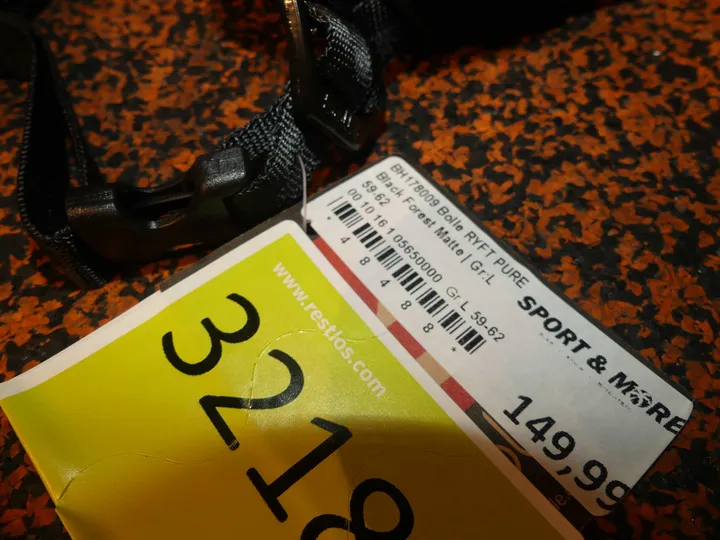 BH178009 Bolle RYFT PURE
Black Forest Matte | Gr.L
59-62
00 10 16 1 05650000 Gr. L 59-62
* 4 8 4 8 8 *
SPORT & MORE
149,99
www.restlos.com
3218